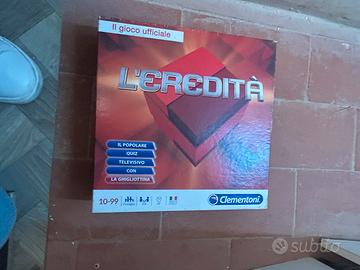 Il gioco ufficiale
L'EREDITÀ
IL POPOLARE
QUIZ
TELEVISIVO
CON
LA GHIGLIOTTINA
10-99
Clementoni
subito